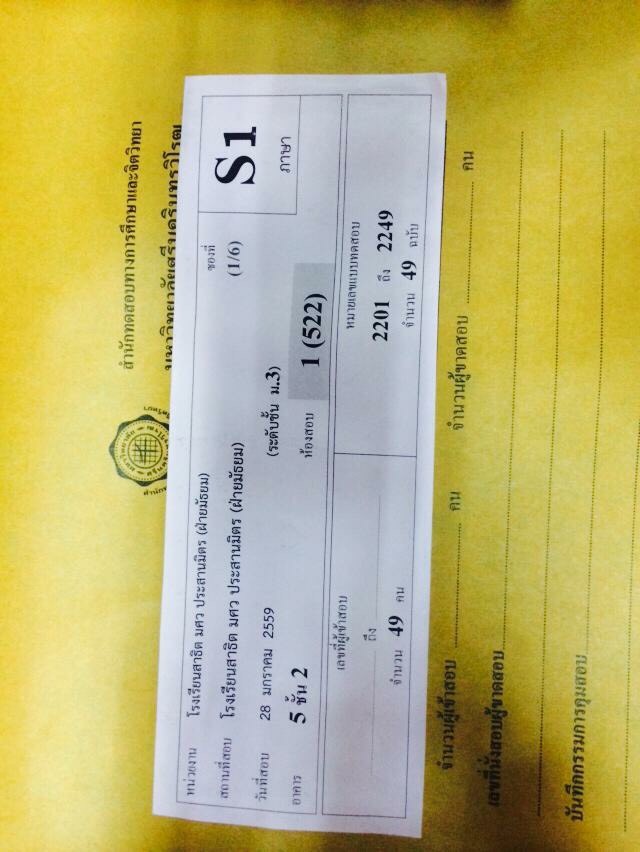 สำนักทดสอบทางการศึกษาและจิตวิทยา
มหาวิทยาลัยศรีนครินทรวิโรฒ
หน่วยงาน โรงเรียนสาธิต มศว ประสานมิตร (ฝ่ายมัธยม)
ซองที่
(1/6)
S1
ภาษา
สถานที่สอบ โรงเรียนสาธิต มศว ประสานมิตร (ฝ่ายมัธยม)
วันที่สอบ 28 มกราคม 2559 (ระดับชั้น ม.3)
อาคาร 5 ชั้น 2 ห้องสอบ 1 (522)
เลขที่ผู้เข้าสอบ
ถึง
จำนวน 49 คน
หมายเลขแบบทดสอบ
2201 ถึง 2249
จำนวน 49 ฉบับ
จำนวนผู้เข้าสอบ คน จำนวนผู้ขาดสอบ คน
เลขที่นั่งสอบผู้ขาดสอบ
บันทึกกรรมการคุมสอบ